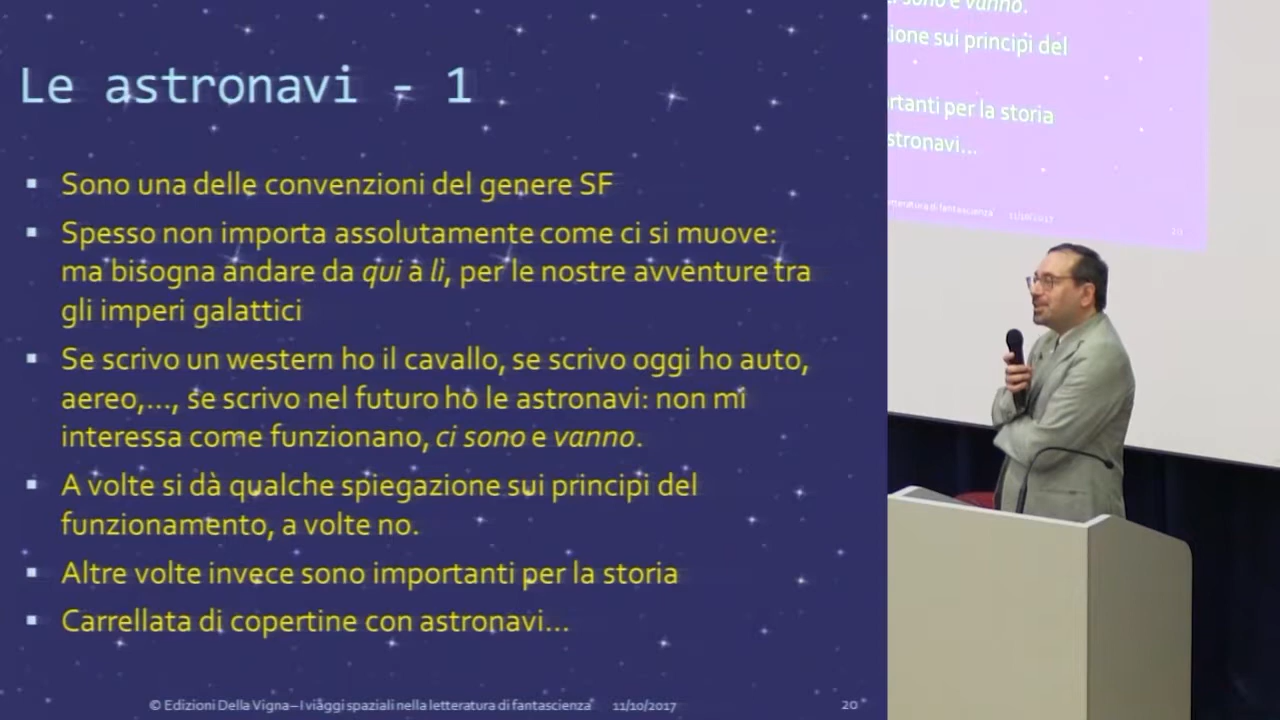 Le astronavi - 1
▪ Sono una delle convenzioni del genere SF
▪ Spesso non importa assolutamente come ci si muove:
ma bisogna andare da qui a lì, per le nostre avventure tra
gli imperi galattici
▪ Se scrivo un western ho il cavallo, se scrivo oggi ho auto,
aereo,..., se scrivo nel futuro ho le astronavi: non mi
interessa come funzionano, ci sono e vanno.
▪ A volte si dà qualche spiegazione sui principi del
funzionamento, a volte no.
▪ Altre volte invece sono importanti per la storia
▪ Carrellata di copertine con astronavi...
© Edizioni Della Vigna – I viaggi spaziali nella letteratura di fantascienza 11/10/2017 20
sono e vanno.
ione sui principi del
rtanti per la storia
stronavi...
letteratura di fantascienza 11/10/2017